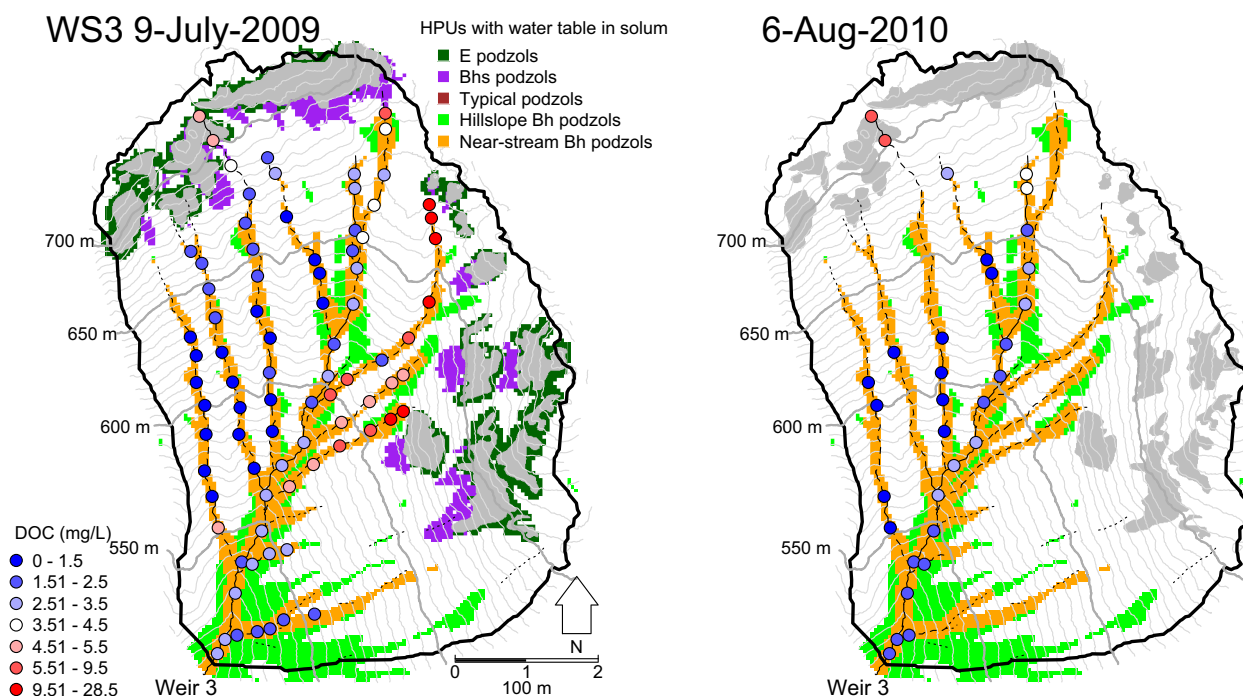 WS3 9-July-2009
6-Aug-2010
HPUs with water table in solum
E podzols
Bhs podzols
Typical podzols
Hillslope Bh podzols
Near-stream Bh podzols
700 m
650 m
600 m
550 m
DOC (mg/L)
0 - 1.5
1.51 - 2.5
2.51 - 3.5
3.51 - 4.5
4.51 - 5.5
5.51 - 9.5
9.51 - 28.5
Weir 3
N
0 1 2
100 m
700 m
650 m
600 m
550 m
Weir 3